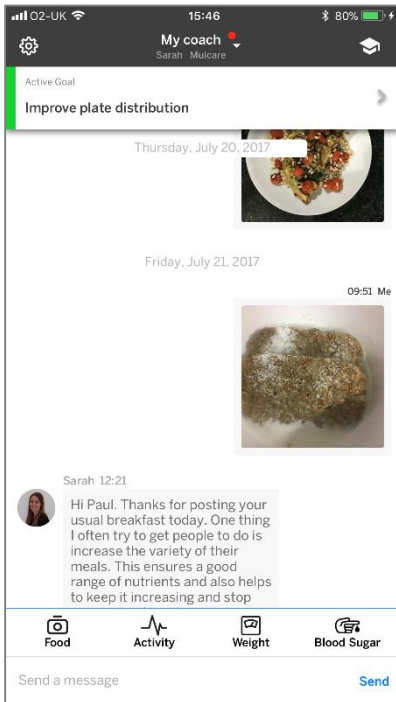 O2-UK 15:46 80%
My coach
Sarah Mulcare
Active Goal
Improve plate distribution
Thursday, July 20, 2017
Friday, July 21, 2017
09:51 Me
Sarah 12:21
Hi Paul. Thanks for posting your
usual breakfast today. One thing
I often try to get people to do is
increase the variety of their
meals. This ensures a good
range of nutrients and also helps
to keep it increasing and stop
Food Activity Weight Blood Sugar
Send a message Send